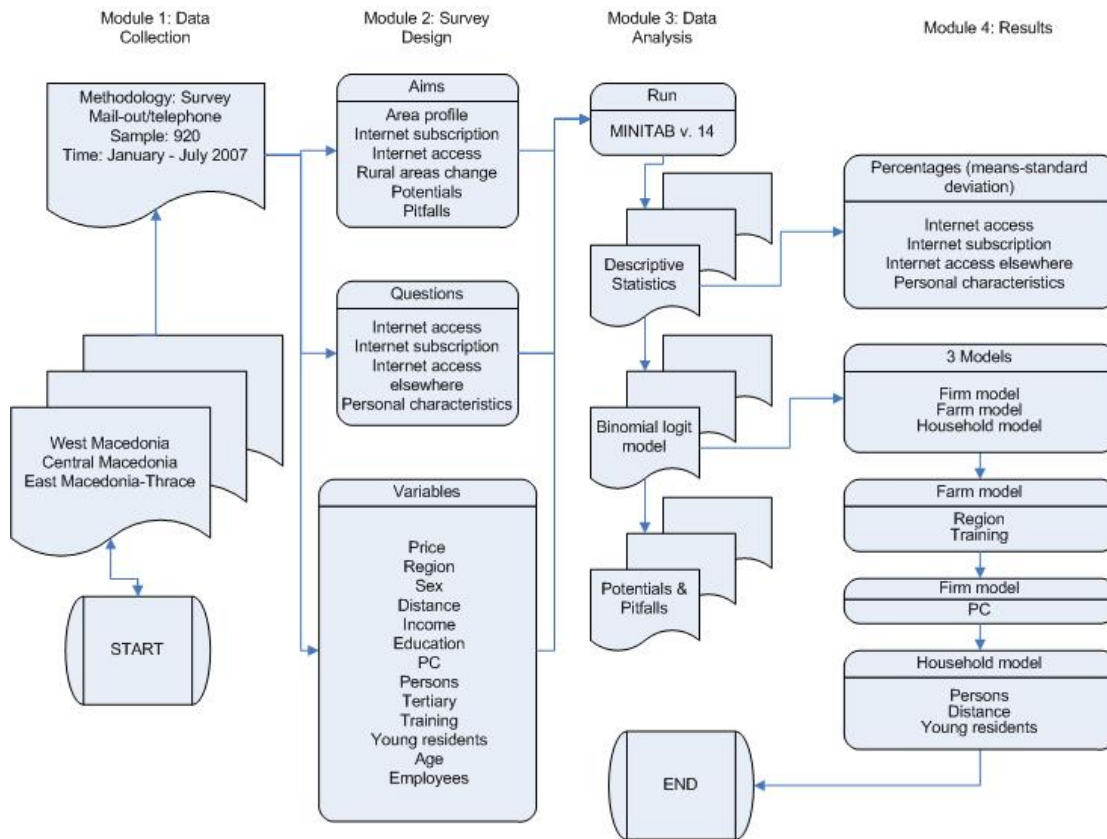 Module 1: Data
Collection
Module 2: Survey
Design
Module 3: Data
Analysis
Module 4: Results
Methodology: Survey
Mail-out/telephone
Sample: 920
Time: January - July 2007
West Macedonia
Central Macedonia
East Macedonia-Thrace
START
Aims
Area profile
Internet subscription
Internet access
Rural areas change
Potentials
Pitfalls
Questions
Internet access
Internet subscription
Internet access
elsewhere
Personal characteristics
Variables
Price
Region
Sex
Distance
Income
Education
PC
Persons
Tertiary
Training
Young residents
Age
Employees
Run
MINITAB v. 14
Descriptive
Statistics
Binomial logit
model
Potentials &
Pitfalls
END
Percentages (means-standard
deviation)
Internet access
Internet subscription
Internet access elsewhere
Personal characteristics
3 Models
Firm model
Farm model
Household model
Farm model
Region
Training
Firm model
PC
Household model
Persons
Distance
Young residents